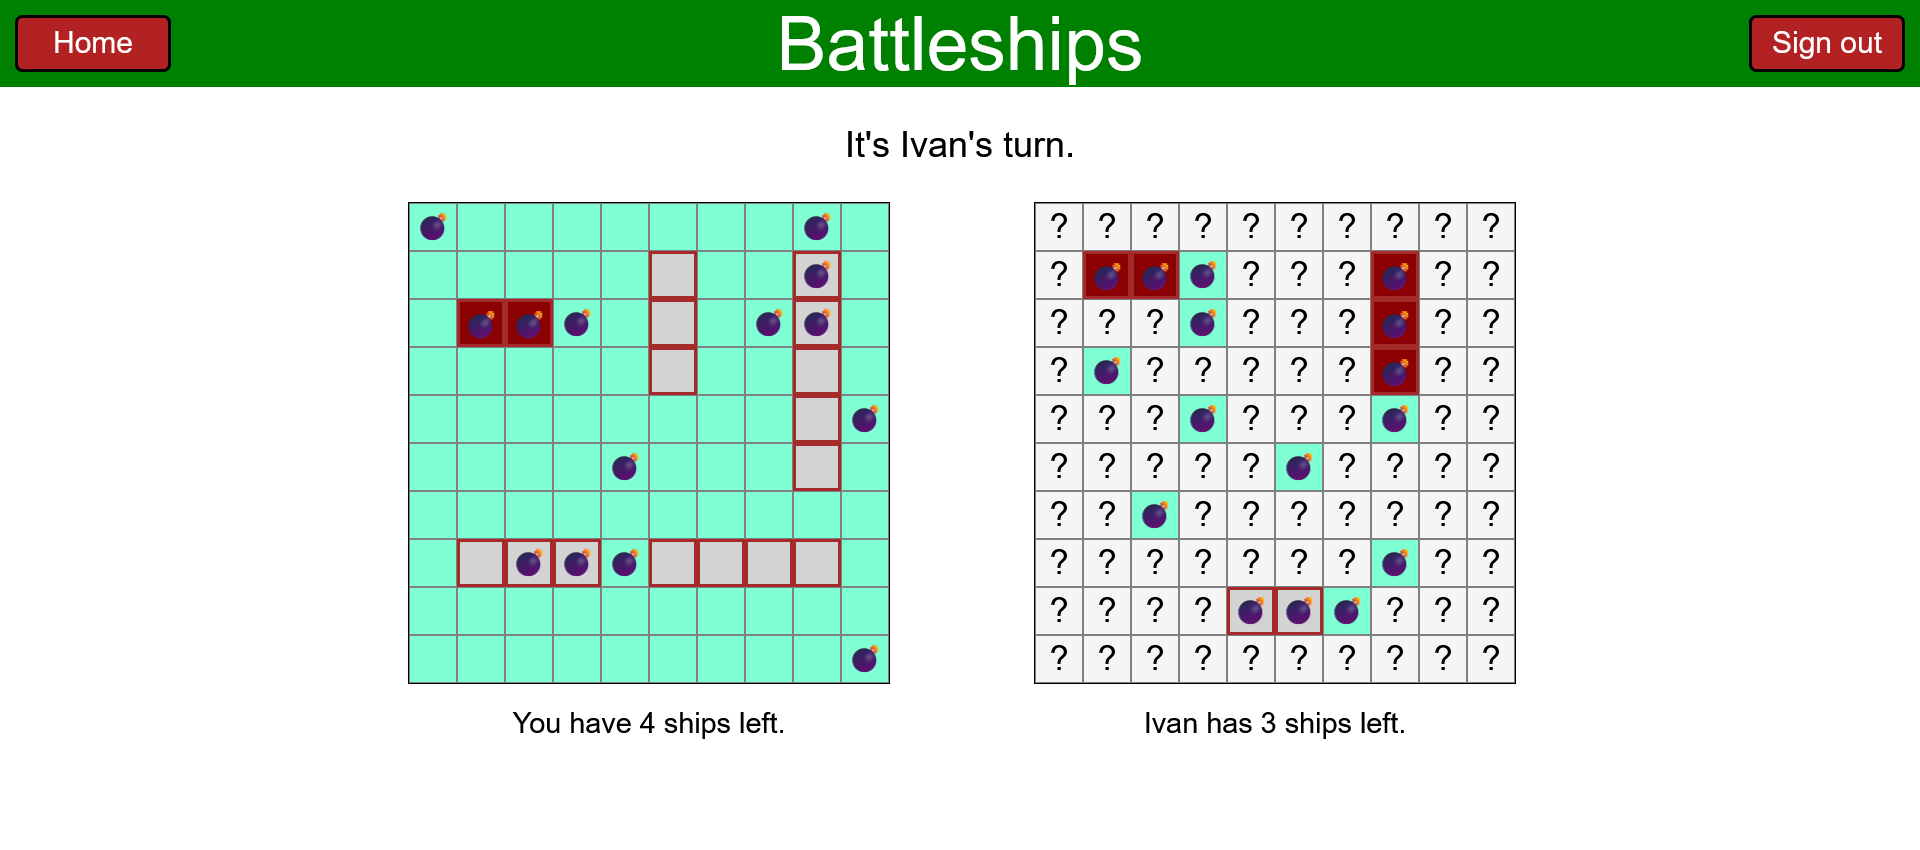 Home
Battleships
Sign out
It's Ivan's turn.
? ? ? ? ? ? ? ? ? ?
? ? ? ? ? ?
? ? ? ? ? ? ? ?
? ? ? ? ? ? ? ?
? ? ? ? ? ? ? ?
? ? ? ? ? ? ? ? ?
? ? ? ? ? ? ? ? ?
? ? ? ? ? ? ? ? ?
? ? ? ? ? ? ?
? ? ? ? ? ? ? ? ? ?
You have 4 ships left.
Ivan has 3 ships left.